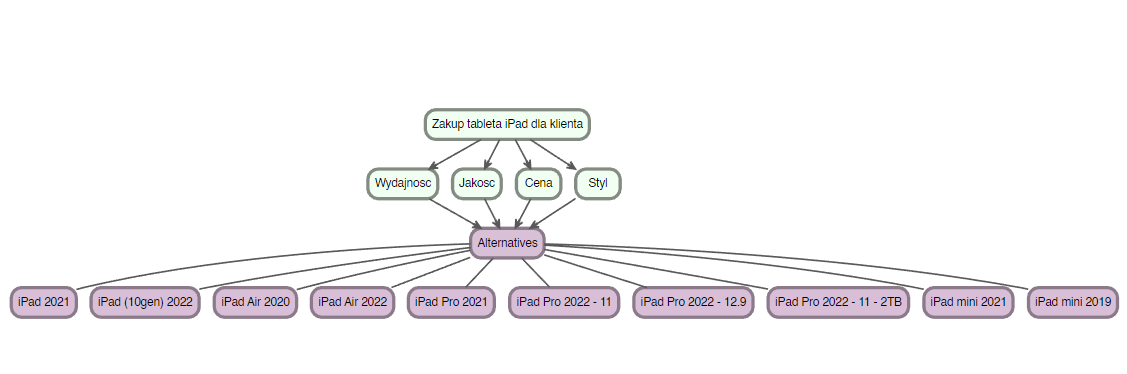 Zakup tableta iPad dla klienta
Wydajnosc
Jakosc
Cena
Styl
Alternatives
iPad 2021
iPad (10gen) 2022
iPad Air 2020
iPad Air 2022
iPad Pro 2021
iPad Pro 2022 - 11
iPad Pro 2022 - 12.9
iPad Pro 2022 - 11 - 2TB
iPad mini 2021
iPad mini 2019